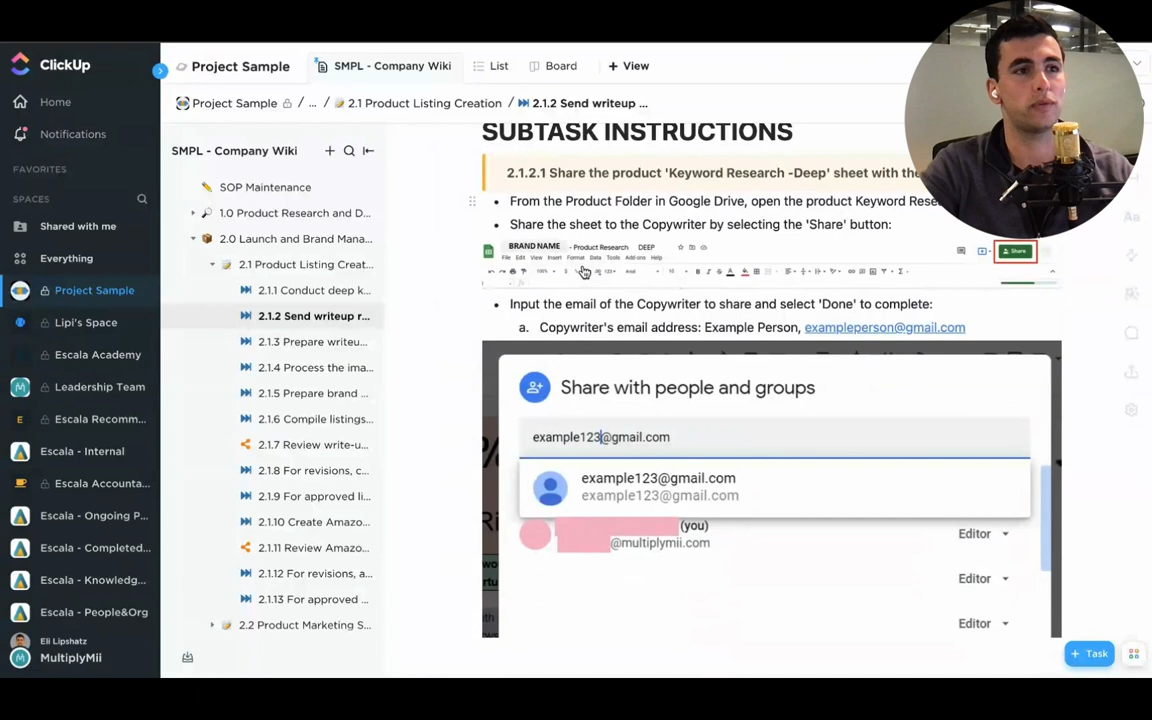 ClickUp
Home
Notifications
FAVORITES
SPACES
Shared with me
Everything
Project Sample
Lipi's Space
Escala Academy
Leadership Team
E
Escala Recomm...
Escala - Internal
Escala Accounta...
Escala - Ongoing P...
Escala - Completed...
Escala - Knowledg...
Escala - People&Org
Eli Lipshatz
MultiplyMii
Project Sample
SMPL - Company Wiki
List
Board
+ View
Project Sample / ... / 2.1 Product Listing Creation / 2.1.2 Send writeup ...
SMPL - Company Wiki
SOP Maintenance
1.0 Product Research and D...
2.0 Launch and Brand Mana...
2.1 Product Listing Creat...
2.1.1 Conduct deep k...
2.1.2 Send writeup r...
2.1.3 Prepare writeu...
2.1.4 Process the ima...
2.1.5 Prepare brand ...
2.1.6 Compile listings...
2.1.7 Review write-u...
2.1.8 For revisions, c...
2.1.9 For approved li...
2.1.10 Create Amazo...
2.1.11 Review Amazo...
2.1.12 For revisions, a...
2.1.13 For approved ...
2.2 Product Marketing S...
SUBTASK INSTRUCTIONS
2.1.2.1 Share the product 'Keyword Research -Deep' sheet with the
• From the Product Folder in Google Drive, open the product Keyword
• Share the sheet to the Copywriter by selecting the 'Share' button:
BRAND NAME - Product Research DEEP
File Edit View Insert Format Data Tools Add-ons Help
Share
• Input the email of the Copywriter to share and select 'Done' to complete:
a. Copywriter's email address: Example Person, exampleperson@gmail.com
Share with people and groups
example123@gmail.com
example123@gmail.com
example123@gmail.com
(you)
@multiplymii.com
Editor
Editor
Editor
+ Task